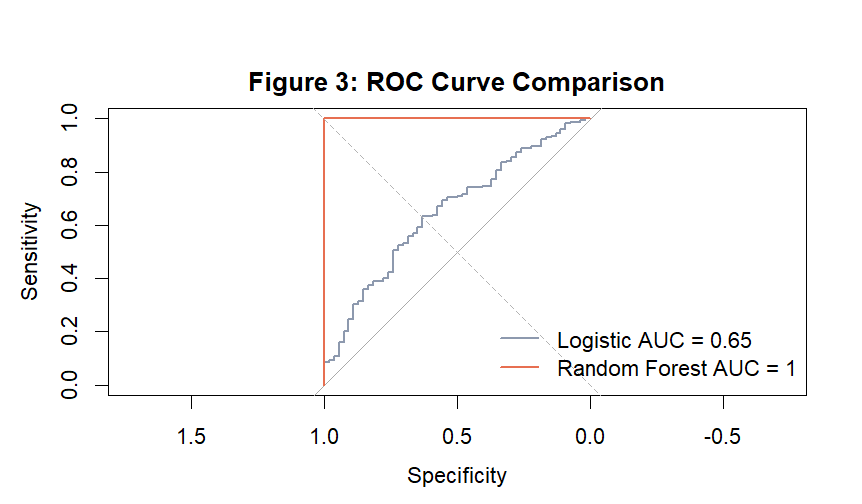 Figure 3: ROC Curve Comparison
1.0
0.8
0.6
0.4
0.2
0.0
Sensitivity
Logistic AUC = 0.65
Random Forest AUC = 1
1.5 1.0 0.5 0.0 -0.5
Specificity